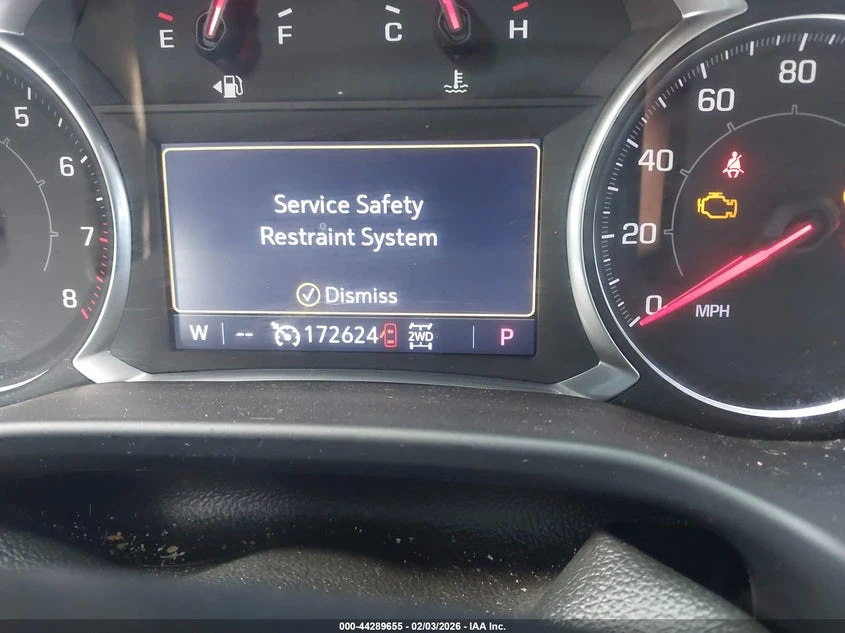 E F C H
5
6
7
8
Service Safety
Restraint System
Dismiss
W -- 172624 2WD P
80
60
40
20
0
MPH
000-44289655 - 02/03/2026 - IAA Inc.